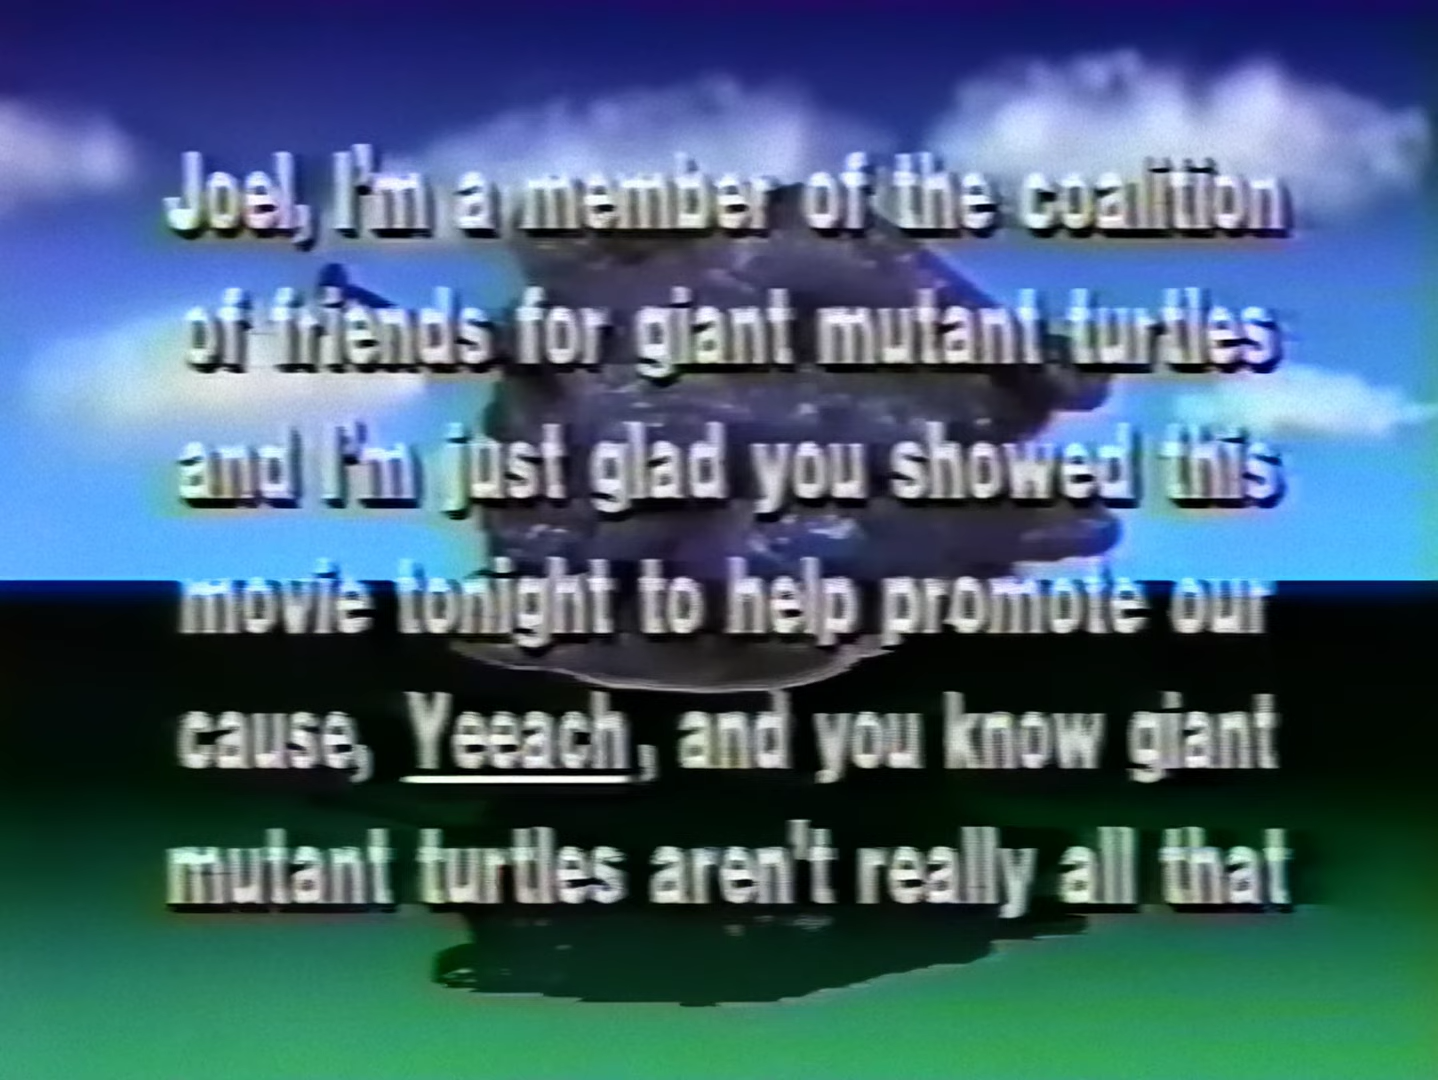 Joel, I'm a member of the coalition
of friends for giant mutant turtles
and I'm just glad you showed this
movie tonight to help promote our
cause, Yeeach, and you know giant
mutant turtles aren't really all that